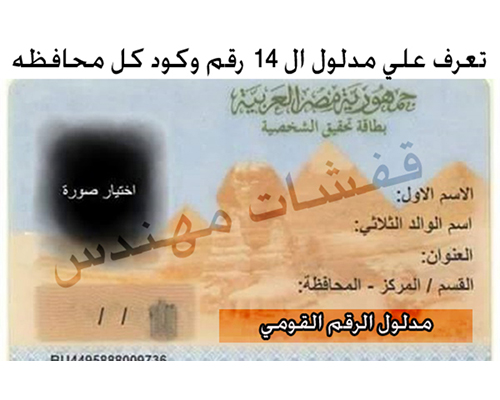 تعرف علي مدلول ال 14 رقم وكود كل محافظه
جمهورية مصر العربية
بطاقة تحقيق الشخصية
اختيار صورة
الاسم الاول:
اسم الوالد الثلاثي:
العنوان:
القسم / المركز - المحافظة:
قفشات مهندس
/ /
مدلول الرقم القومي
BU4495888009736